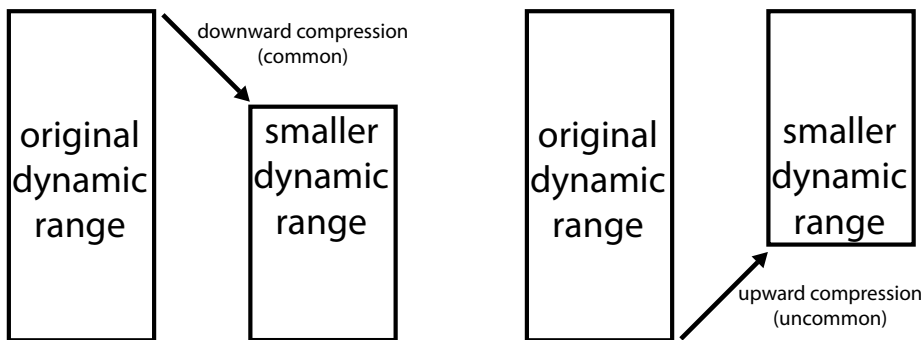 downward compression
(common)
original
dynamic
range
smaller
dynamic
range
original
dynamic
range
smaller
dynamic
range
upward compression
(uncommon)